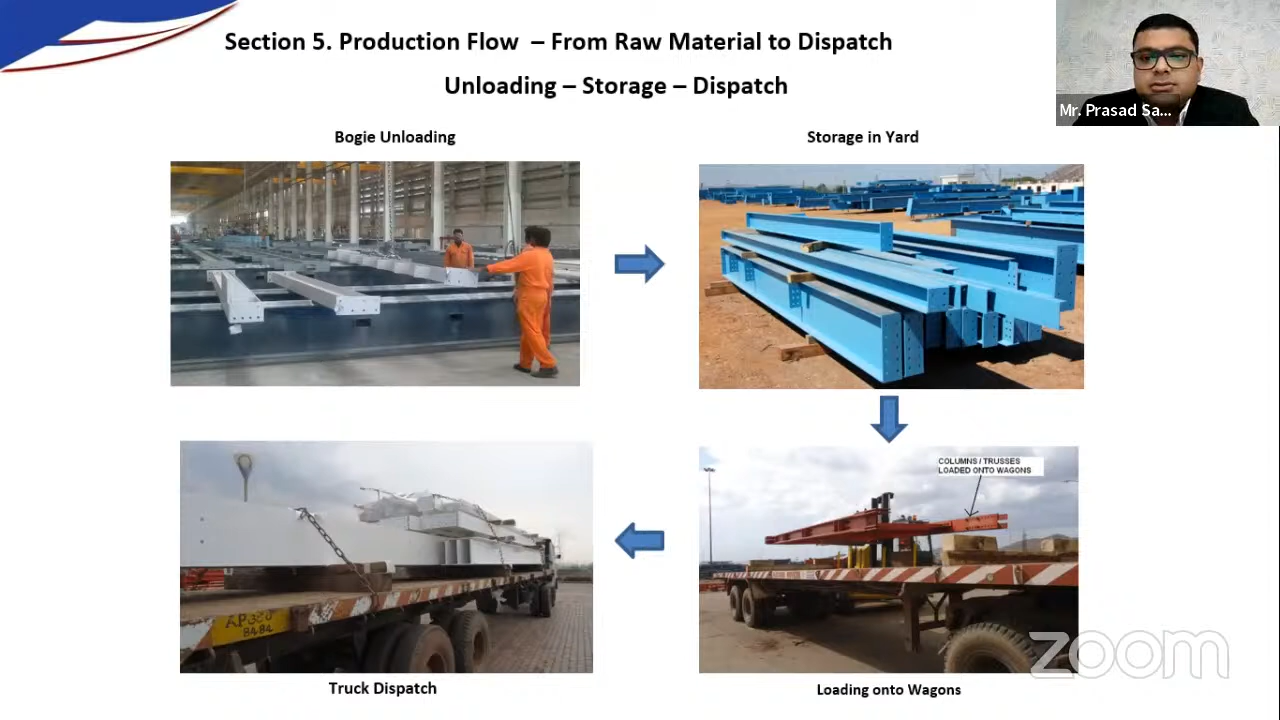 Section 5. Production Flow – From Raw Material to Dispatch
Unloading – Storage – Dispatch
Mr. Prasad Sa...
Bogie Unloading
Storage in Yard
COLUMNS / TRUSSES
LOADED ONTO WAGONS
8484
zoom
Truck Dispatch
Loading onto Wagons